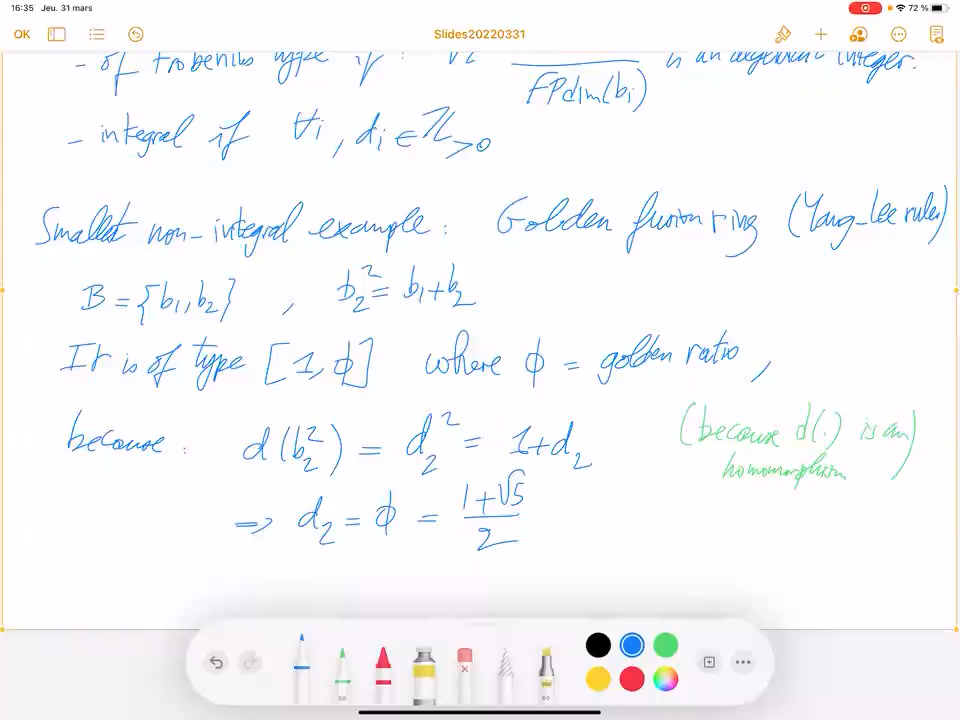 16:35 Jeu. 31 mars
72 %
OK
Slides20220331
- of Frobenius type if : ∀i
FPdim(bi)
is an algebraic integer.
- integral if ∀i, di ∈ ℤ>0
Smallest non-integral example : Golden fusion ring (Yang-Lee rules)
B = {b1, b2} , b2² = b1 + b2
It is of type [1, ϕ] where ϕ = golden ratio,
because : d(b2²) = d2² = 1 + d2
(because d(.) is an
homomorphism)
⇒ d2 = ϕ = (1+√5)/2